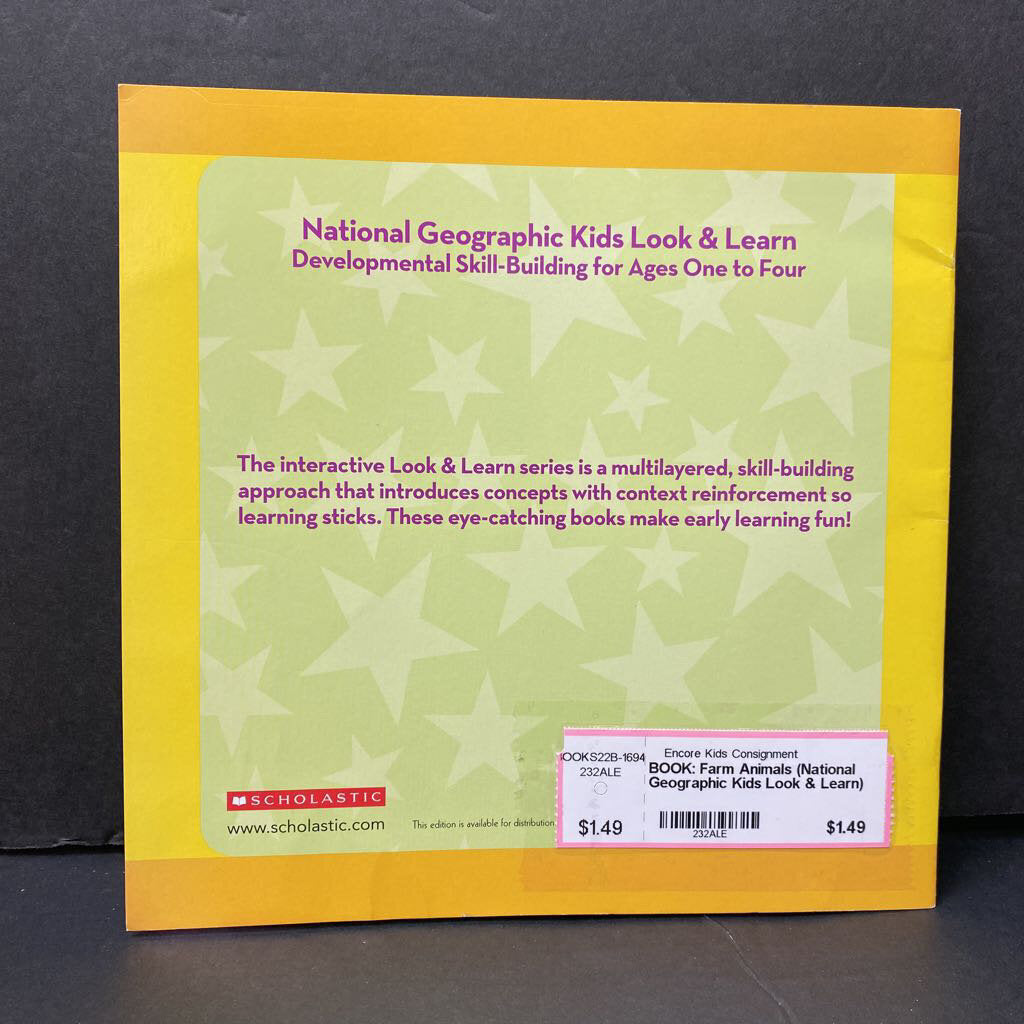 National Geographic Kids Look & Learn
Developmental Skill-Building for Ages One to Four
The interactive Look & Learn series is a multilayered, skill-building
approach that introduces concepts with context reinforcement so
learning sticks. These eye-catching books make early learning fun!
SCHOLASTIC
www.scholastic.com
This edition is available for distribution
OOKS22B-1694
232ALE
$1.49
Encore Kids Consignment
BOOK: Farm Animals (National
Geographic Kids Look & Learn)
232ALE
$1.49